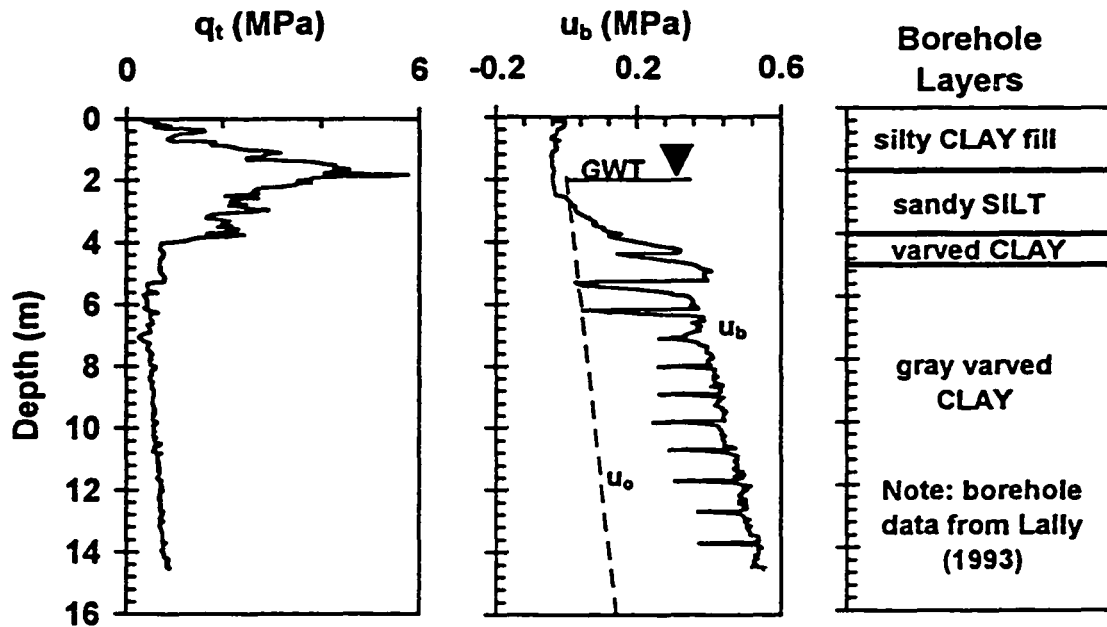 qt (MPa)
0 6
0
2
4
6
8
10
12
14
16
Depth (m)
ub (MPa)
-0.2 0.2 0.6
GWT
ub
uo
Borehole
Layers
silty CLAY fill
sandy SILT
varved CLAY
gray varved
CLAY
Note: borehole
data from Lally
(1993)